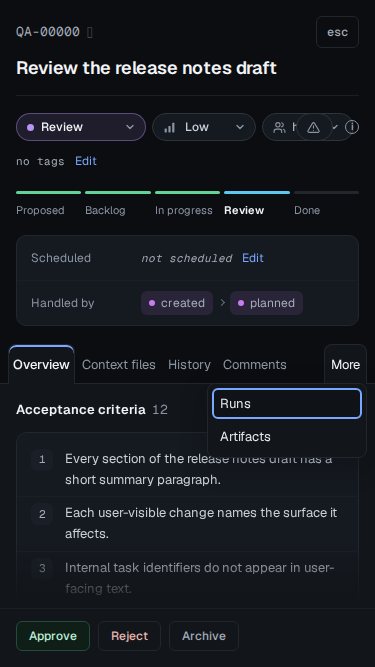 QA-00000
esc
Review the release notes draft
Review
Low
no tags Edit
Proposed
Backlog
In progress
Review
Done
Scheduled
not scheduled Edit
Handled by
created
planned
Overview
Context files
History
Comments
More
Runs
Artifacts
Acceptance criteria 12
1
Every section of the release notes draft has a
short summary paragraph.
2
Each user-visible change names the surface it
affects.
3
Internal task identifiers do not appear in user-
facing text.
Approve
Reject
Archive